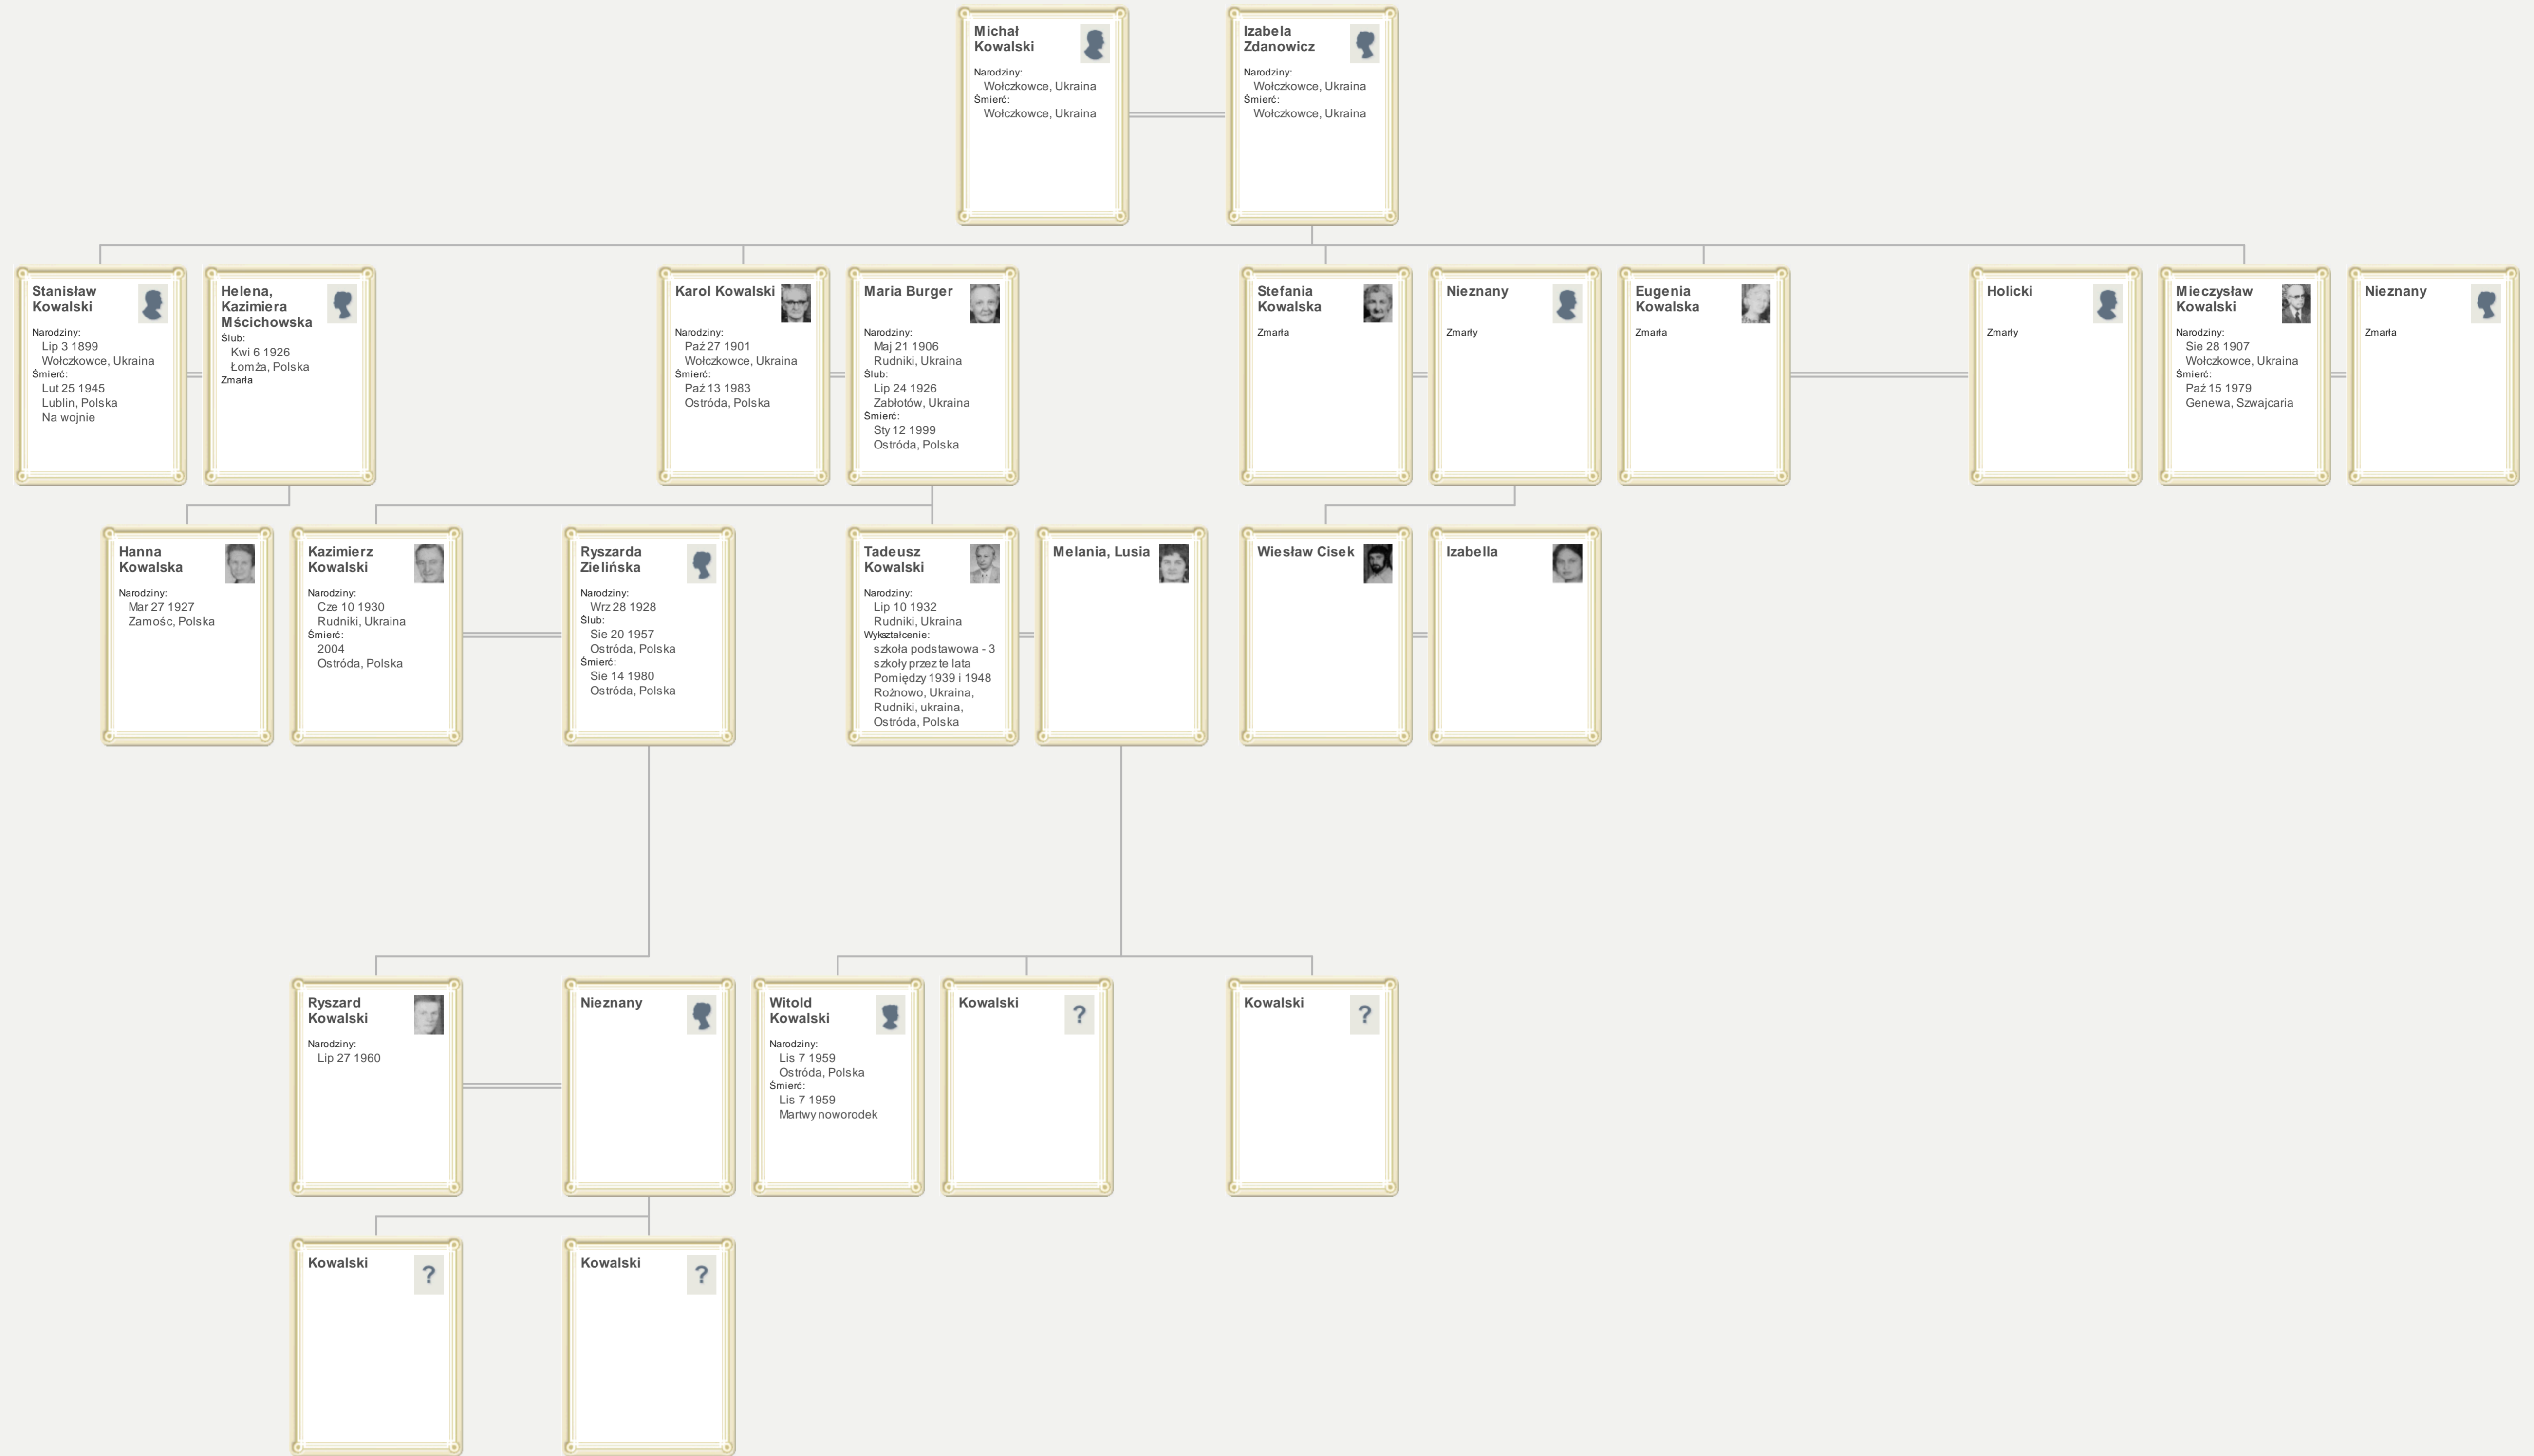 Michał
Kowalski
Narodziny:
Wołczkowce, Ukraina
Śmierć:
Wołczkowce, Ukraina
Izabela
Zdanowicz
Narodziny:
Wołczkowce, Ukraina
Śmierć:
Wołczkowce, Ukraina
Stanisław
Kowalski
Narodziny:
Lip 3 1899
Wołczkowce, Ukraina
Śmierć:
Lut 25 1945
Lublin, Polska
Na wojnie
Helena,
Kazimiera
Mścichowska
Ślub:
Kwi 6 1926
Łomża, Polska
Zmarła
Karol Kowalski
Narodziny:
Paź 27 1901
Wołczkowce, Ukraina
Śmierć:
Paź 13 1983
Ostróda, Polska
Maria Burger
Narodziny:
Maj 21 1906
Rudniki, Ukraina
Ślub:
Lip 24 1926
Zabłotów, Ukraina
Śmierć:
Sty 12 1999
Ostróda, Polska
Stefania
Kowalska
Zmarła
Nieznany
Zmarły
Eugenia
Kowalska
Zmarła
Holicki
Zmarły
Mieczysław
Kowalski
Narodziny:
Sie 28 1907
Wołczkowce, Ukraina
Śmierć:
Paź 15 1979
Genewa, Szwajcaria
Nieznany
Zmarła
Hanna
Kowalska
Narodziny:
Mar 27 1927
Zamośc, Polska
Kazimierz
Kowalski
Narodziny:
Cze 10 1930
Rudniki, Ukraina
Śmierć:
2004
Ostróda, Polska
Ryszarda
Zielińska
Narodziny:
Wrz 28 1928
Ślub:
Sie 20 1957
Ostróda, Polska
Śmierć:
Sie 14 1980
Ostróda, Polska
Tadeusz
Kowalski
Narodziny:
Lip 10 1932
Rudniki, Ukraina
Wykształcenie:
szkoła podstawowa - 3
szkoły przez te lata
Pomiędzy 1939 i 1948
Rożnowo, Ukraina,
Rudniki, ukraina,
Ostróda, Polska
Melania, Lusia
Wiesław Cisek
Izabella
Ryszard
Kowalski
Narodziny:
Lip 27 1960
Nieznany
Witold
Kowalski
Narodziny:
Lis 7 1959
Ostróda, Polska
Śmierć:
Lis 7 1959
Martwy noworodek
Kowalski
?
Kowalski
?
Kowalski
?
Kowalski
?